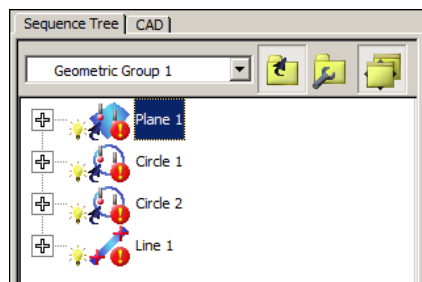 Sequence Tree CAD
Geometric Group 1
Plane 1
Circle 1
Circle 2
Line 1